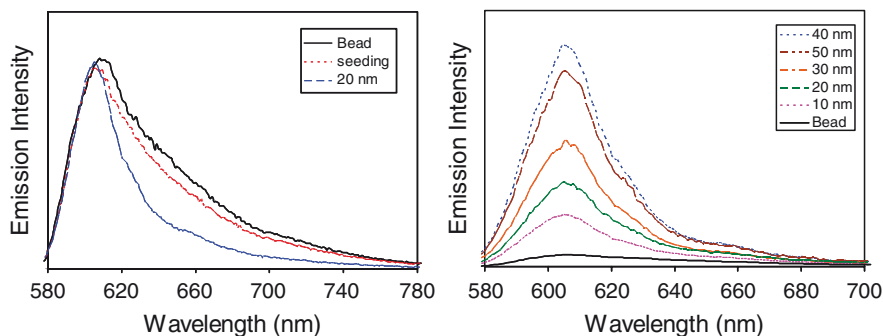 Emission Intensity
Bead
seeding
20 nm
580 620 660 700 740 780
Wavelength (nm)
Emission Intensity
40 nm
50 nm
30 nm
20 nm
10 nm
Bead
580 600 620 640 660 680 700
Wavelength (nm)